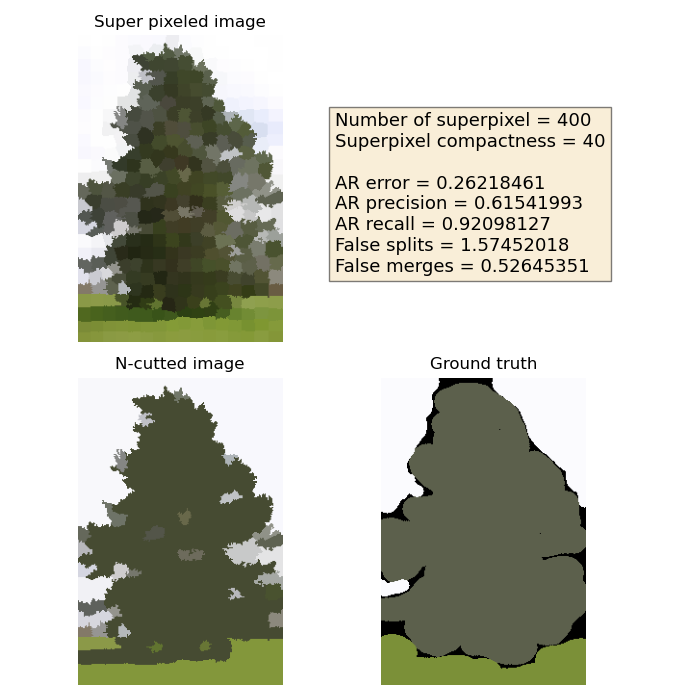 Super pixeled image
Number of superpixel = 400
Superpixel compactness = 40
AR error = 0.26218461
AR precision = 0.61541993
AR recall = 0.92098127
False splits = 1.57452018
False merges = 0.52645351
N-cutted image
Ground truth